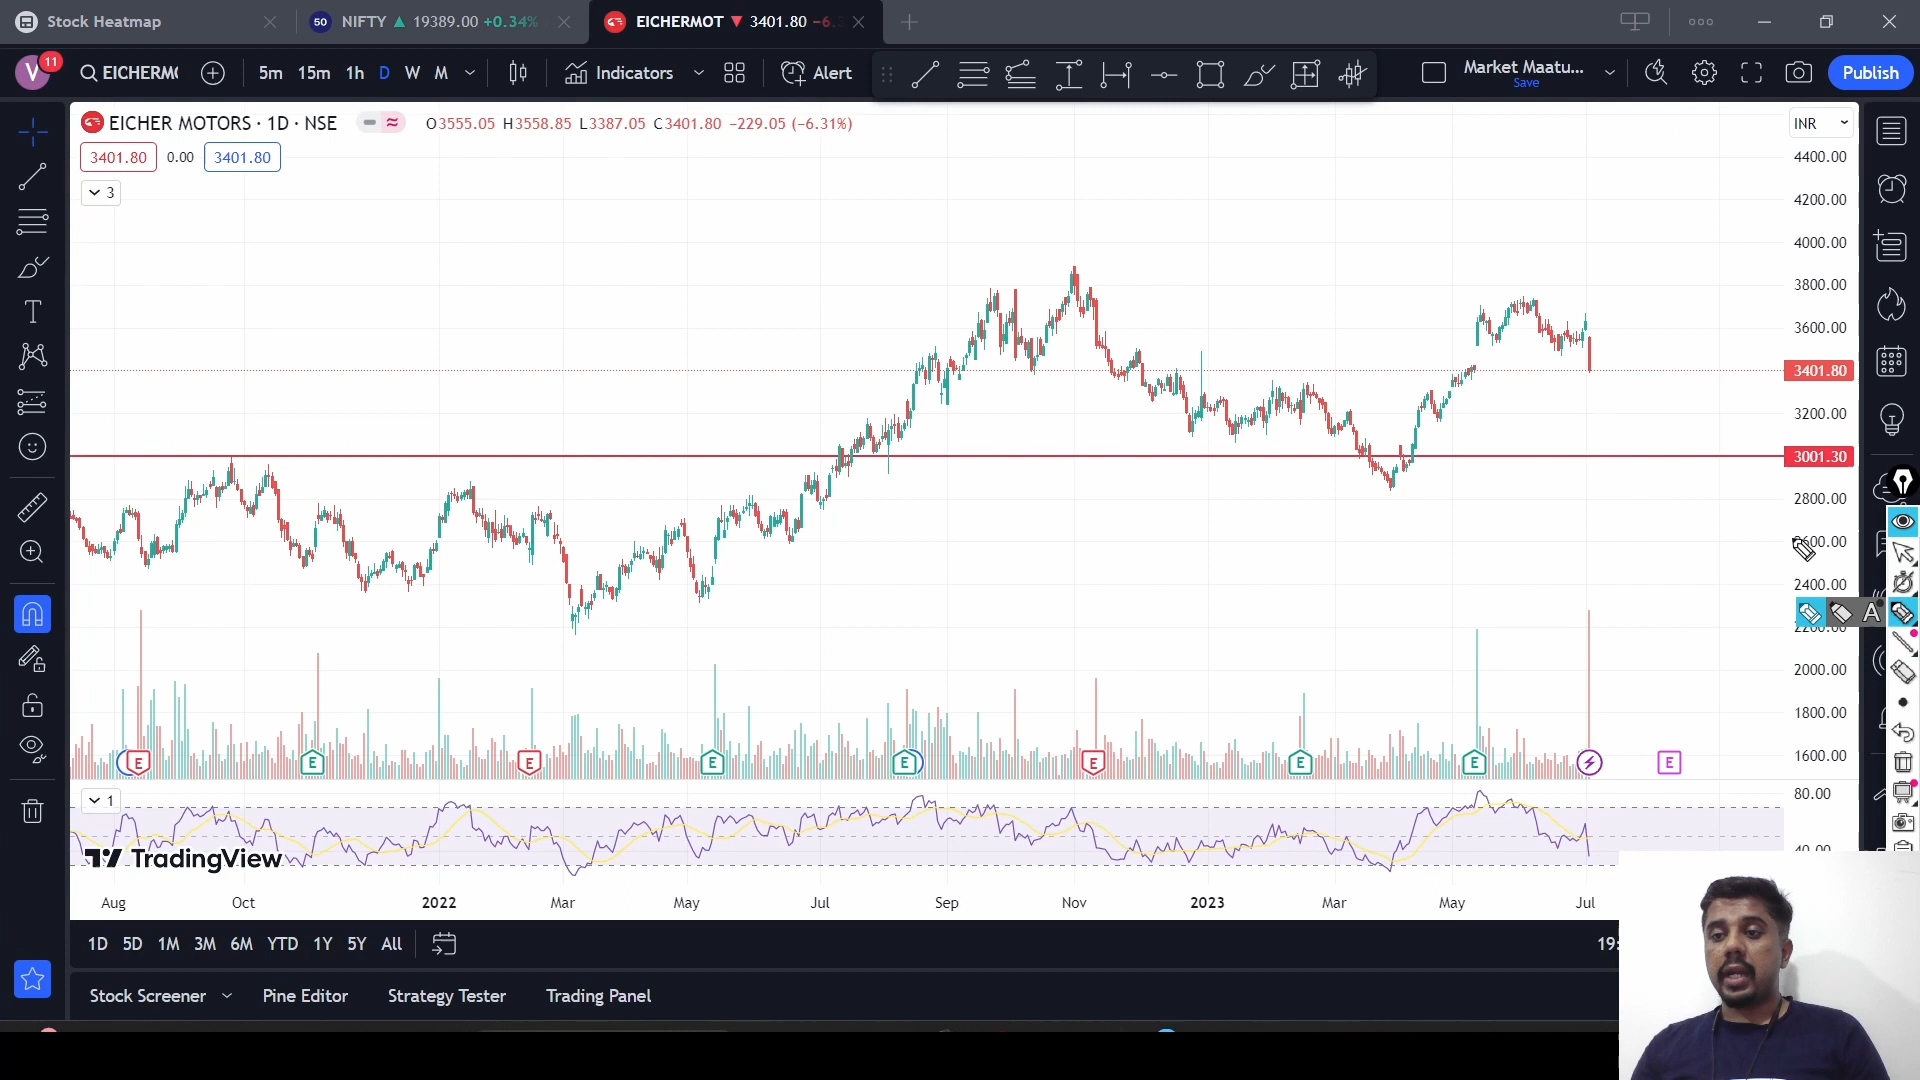 Stock Heatmap
50 NIFTY ▲ 19389.00 +0.34%
EICHERMOT ▼ 3401.80
V 11 EICHERM 5m 15m 1h D W M Indicators Alert Market Maatu... Save Publish
EICHER MOTORS · 1D · NSE O3555.05 H3558.85 L3387.05 C3401.80 −229.05 (−6.31%) INR
3401.80 0.00 3401.80
3
4400.00
4200.00
4000.00
3800.00
3600.00
3401.80
3200.00
3001.30
2800.00
2400.00
2000.00
1800.00
1600.00
E E E E E E E E E
1 80.00
TradingView
Aug Oct 2022 Mar May Jul Sep Nov 2023 Mar May Jul
1D 5D 1M 3M 6M YTD 1Y 5Y All
Stock Screener Pine Editor Strategy Tester Trading Panel